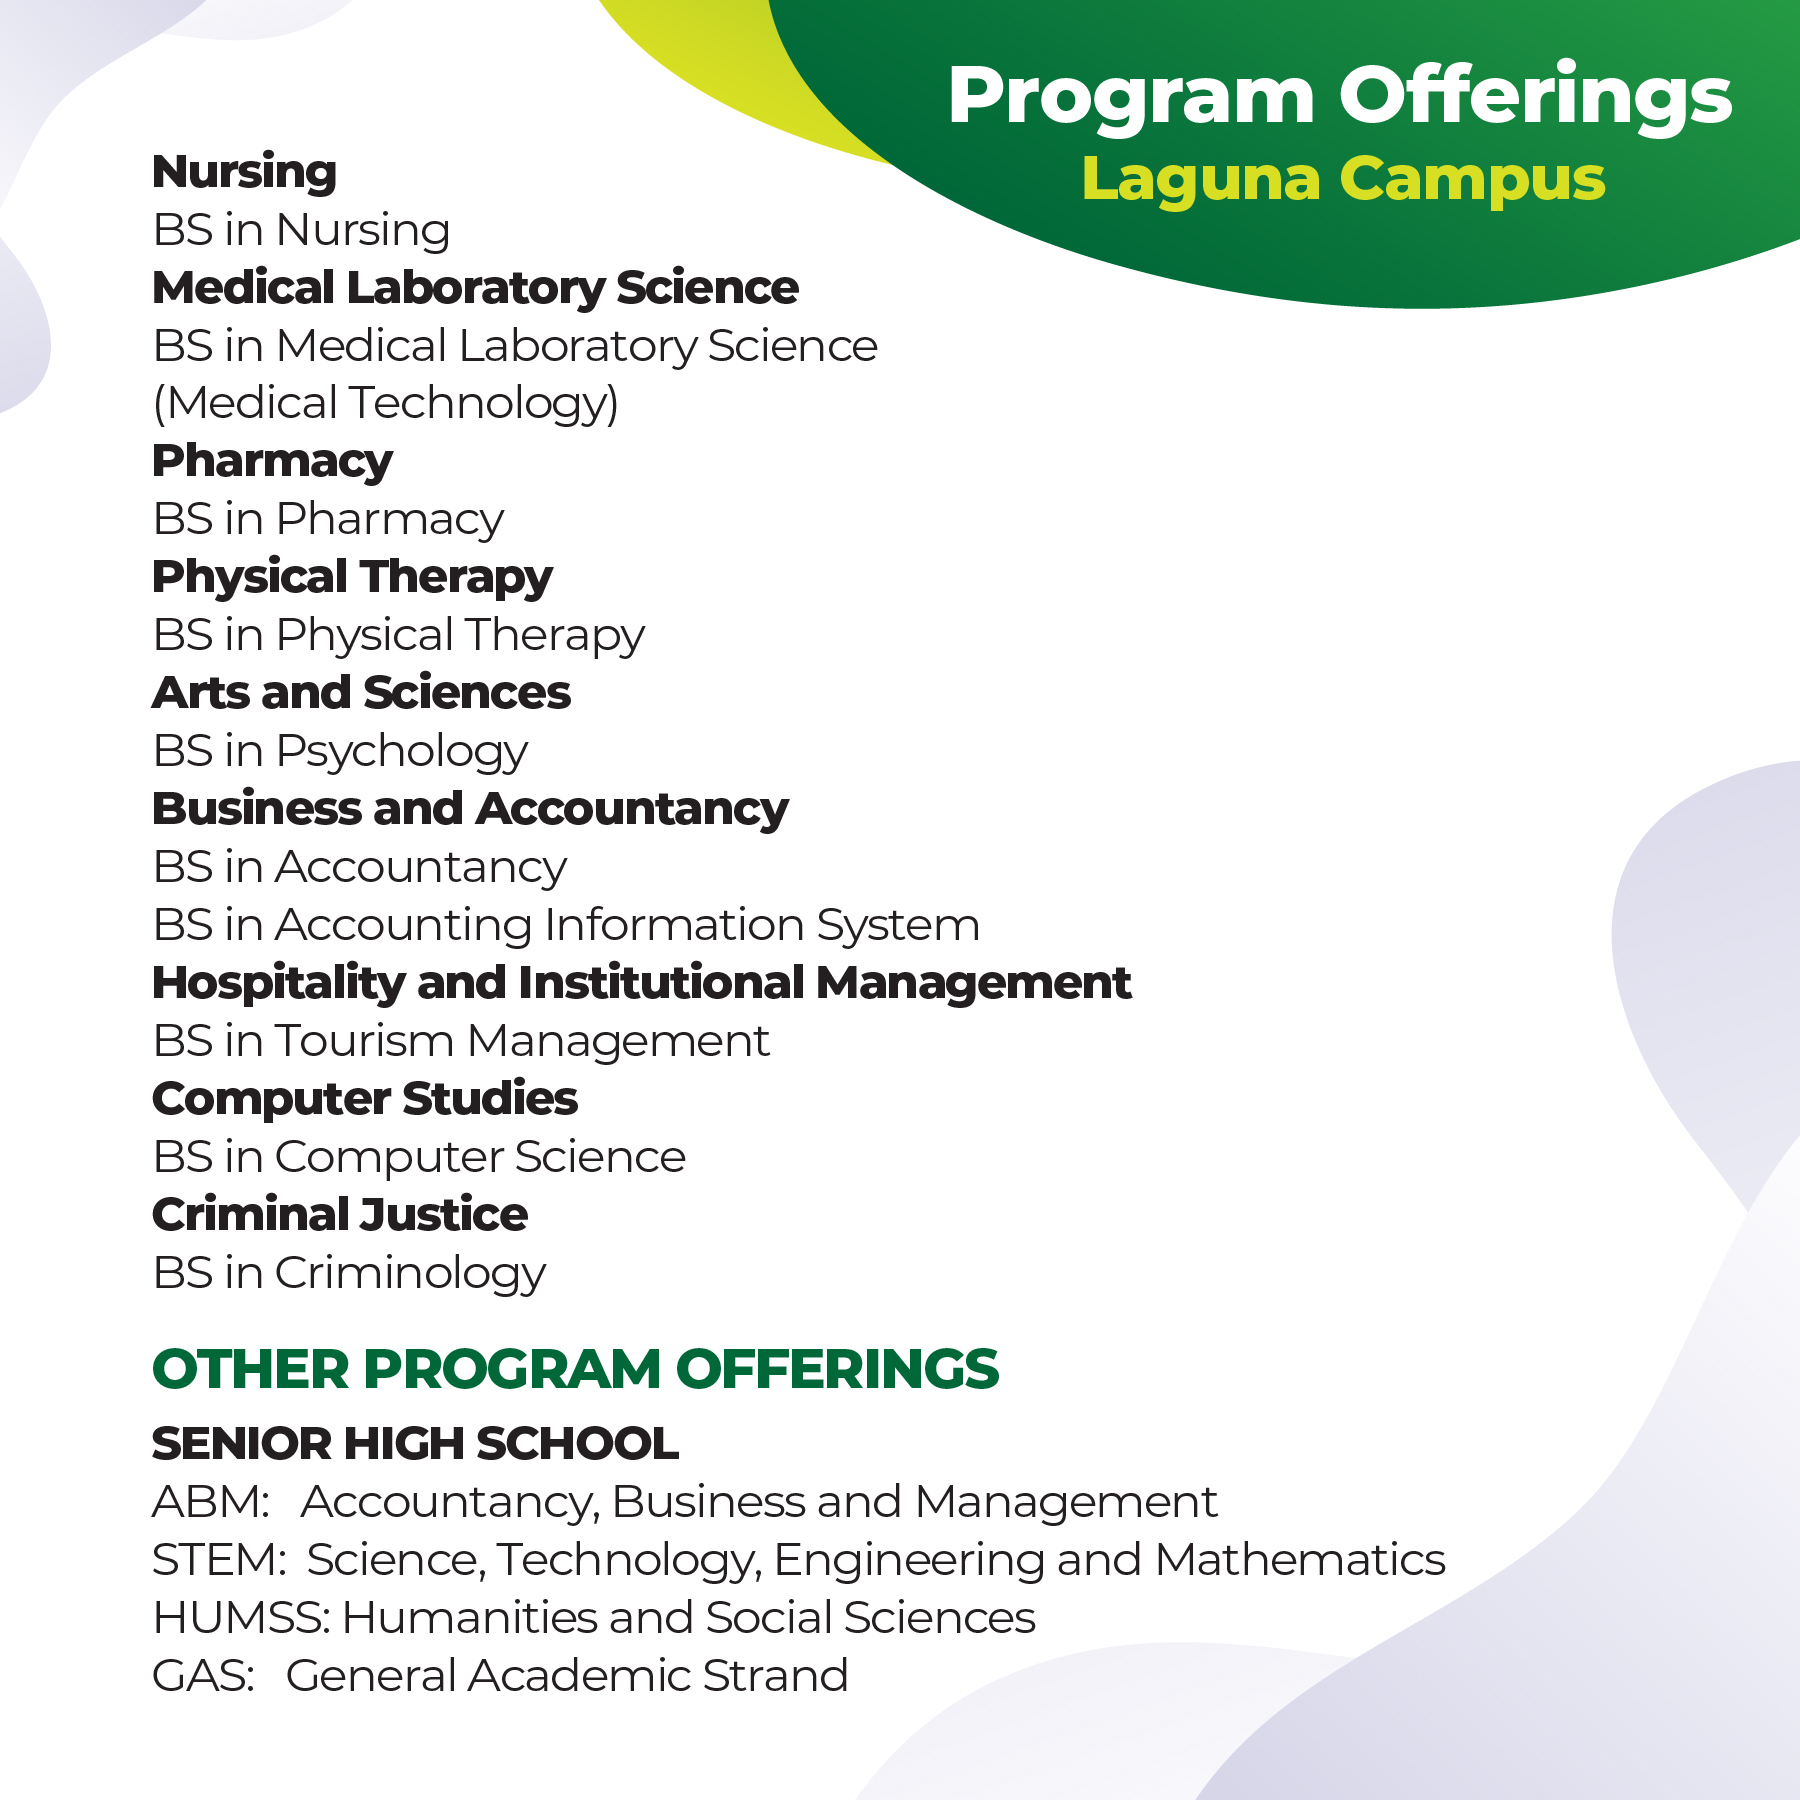 Program Offerings
Laguna Campus
Nursing
BS in Nursing
Medical Laboratory Science
BS in Medical Laboratory Science
(Medical Technology)
Pharmacy
BS in Pharmacy
Physical Therapy
BS in Physical Therapy
Arts and Sciences
BS in Psychology
Business and Accountancy
BS in Accountancy
BS in Accounting Information System
Hospitality and Institutional Management
BS in Tourism Management
Computer Studies
BS in Computer Science
Criminal Justice
BS in Criminology
OTHER PROGRAM OFFERINGS
SENIOR HIGH SCHOOL
ABM: Accountancy, Business and Management
STEM: Science, Technology, Engineering and Mathematics
HUMSS: Humanities and Social Sciences
GAS: General Academic Strand